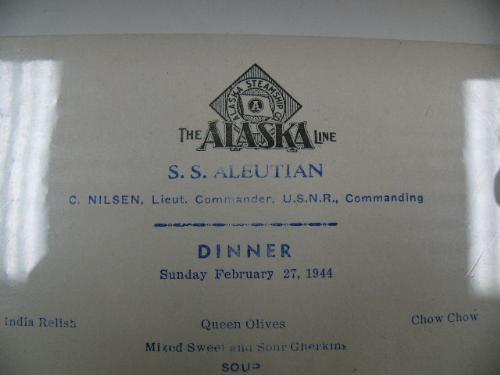 ALASKA STEAMSHIP CO.
A
THE ALASKA LINE
S. S. ALEUTIAN
C. NILSEN, Lieut. Commander, U.S.N.R., Commanding
DINNER
Sunday February 27, 1944
India Relish Queen Olives Chow Chow
Mixed Sweet and Sour Gherkins
SOUP